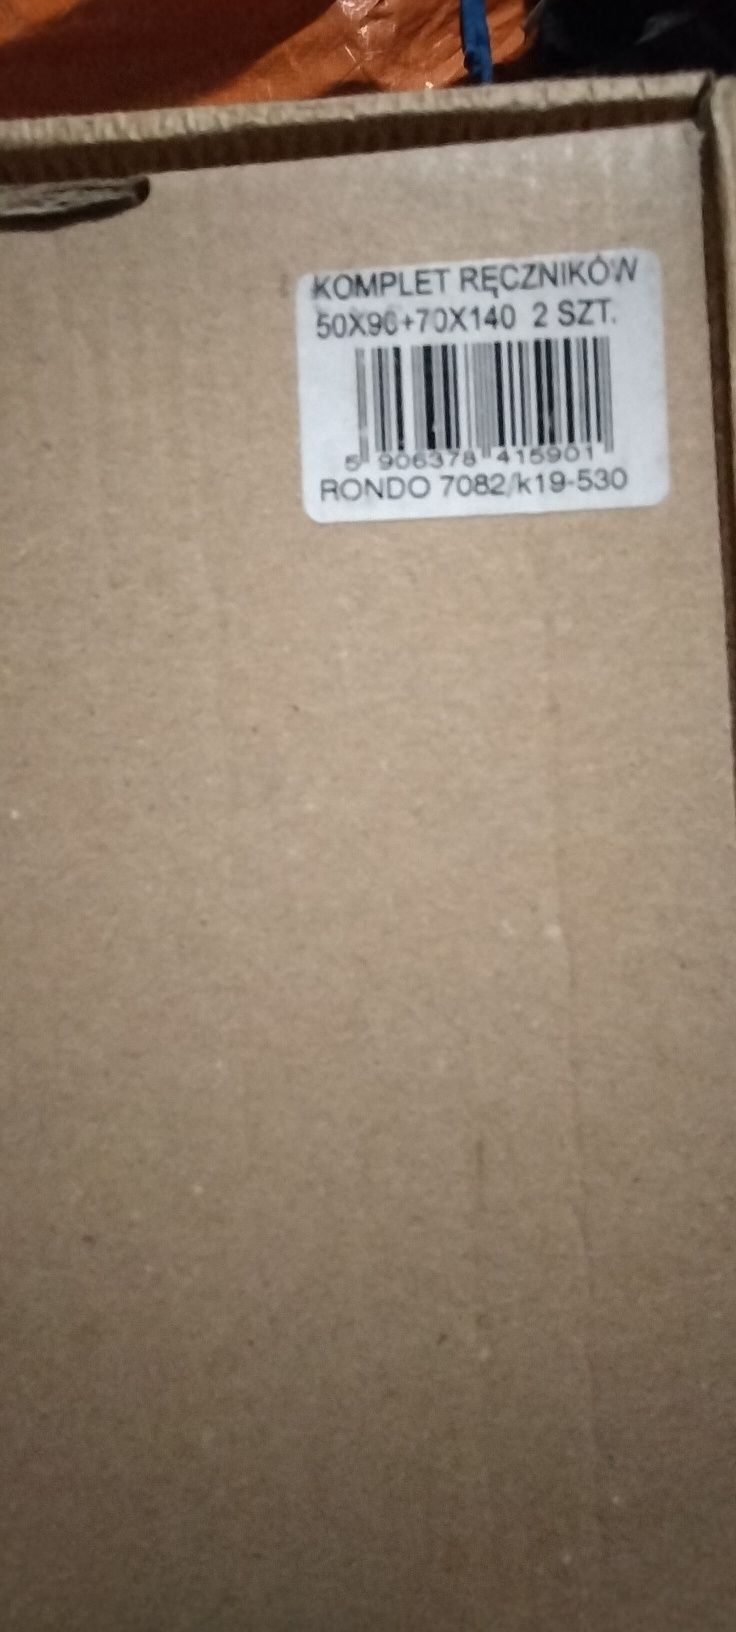 KOMPLET RĘCZNIKÓW
50X90+70X140 2 SZT.
5 906378 415901
RONDO 7082/k19-530